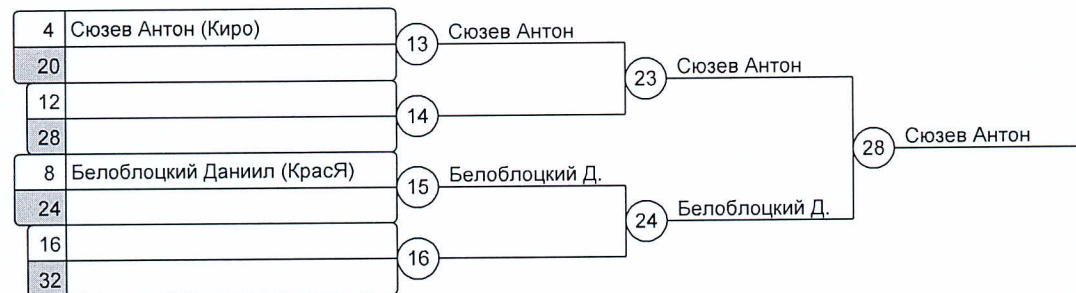 4 Сюзев Антон (Киро)
20
13 Сюзев Антон
12
28
14
23 Сюзев Антон
8 Белоблоцкий Даниил (КрасЯ)
24
15 Белоблоцкий Д.
16
32
16
24 Белоблоцкий Д.
28 Сюзев Антон